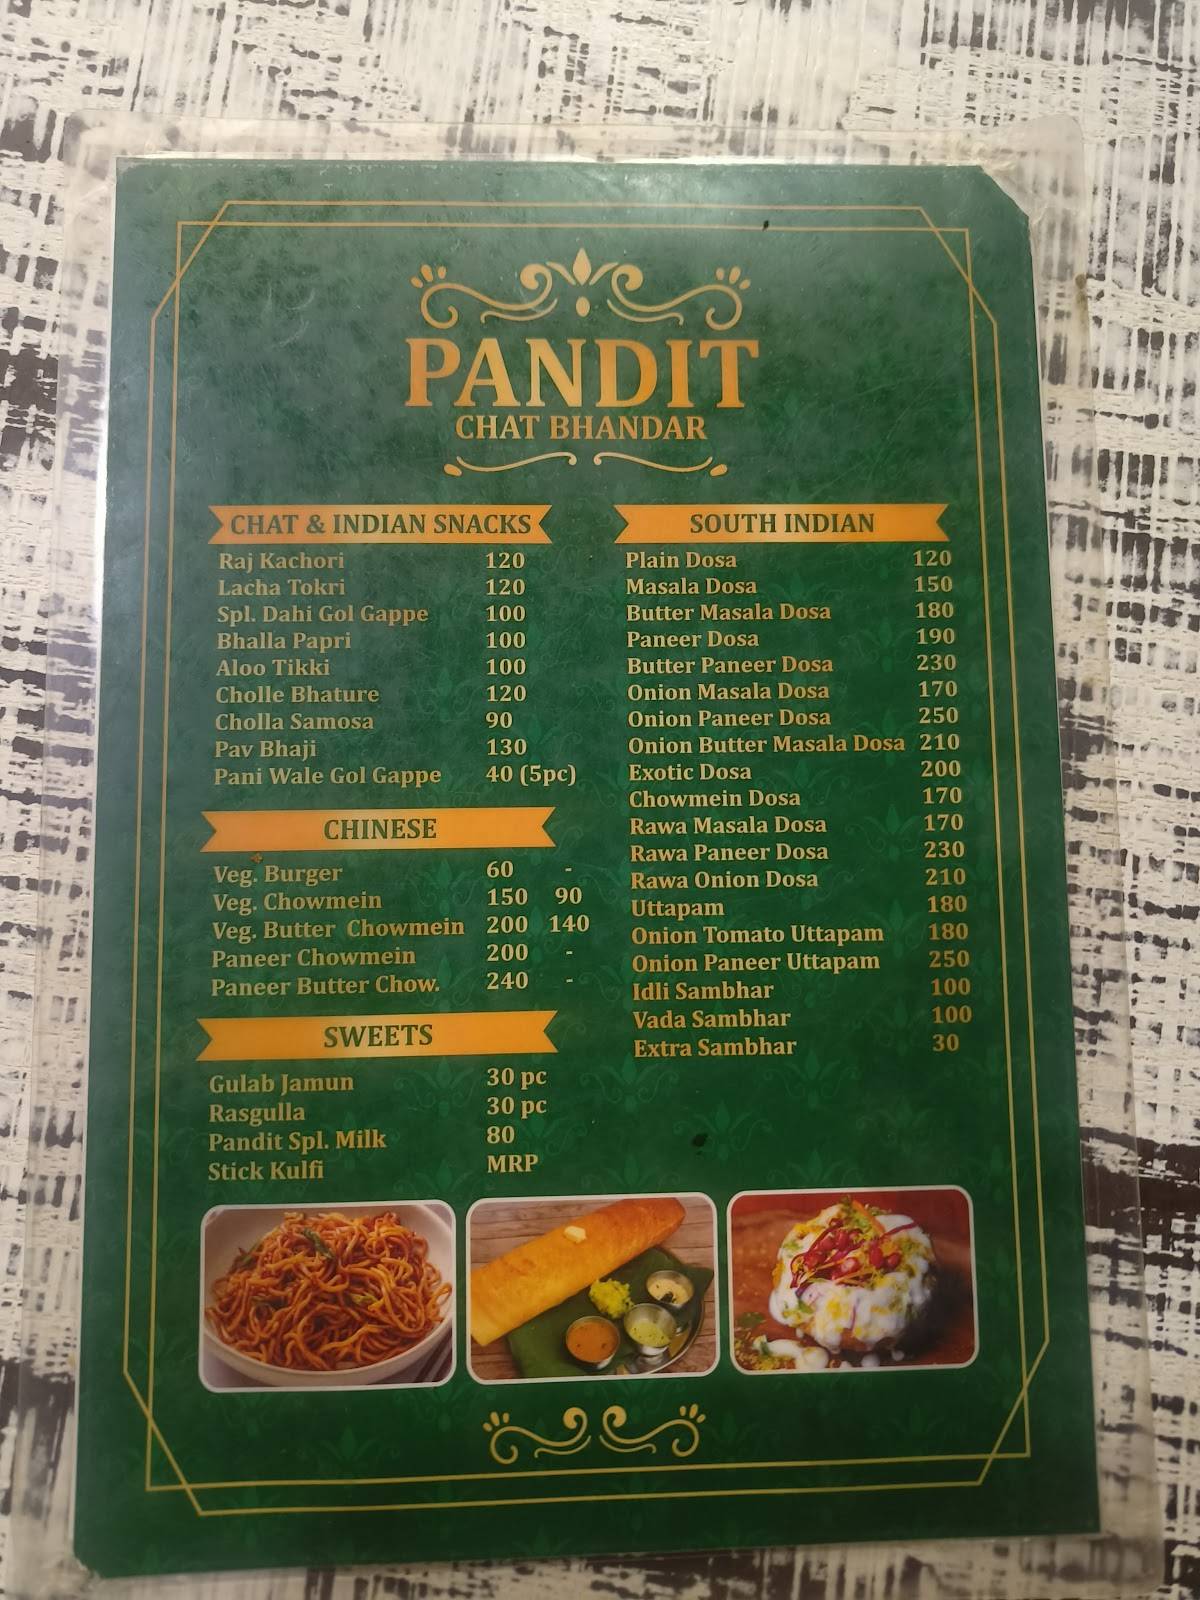 PANDIT
CHAT BHANDAR
CHAT & INDIAN SNACKS
Raj Kachori 120
Lacha Tokri 120
Spl. Dahi Gol Gappe 100
Bhalla Papri 100
Aloo Tikki 100
Cholle Bhature 120
Cholla Samosa 90
Pav Bhaji 130
Pani Wale Gol Gappe 40 (5pc)
CHINESE
Veg. Burger 60 -
Veg. Chowmein 150 90
Veg. Butter Chowmein 200 140
Paneer Chowmein 200 -
Paneer Butter Chow. 240 -
SWEETS
Gulab Jamun 30 pc
Rasgulla 30 pc
Pandit Spl. Milk 80
Stick Kulfi MRP
SOUTH INDIAN
Plain Dosa 120
Masala Dosa 150
Butter Masala Dosa 180
Paneer Dosa 190
Butter Paneer Dosa 230
Onion Masala Dosa 170
Onion Paneer Dosa 250
Onion Butter Masala Dosa 210
Exotic Dosa 200
Chowmein Dosa 170
Rawa Masala Dosa 170
Rawa Paneer Dosa 230
Rawa Onion Dosa 210
Uttapam 180
Onion Tomato Uttapam 180
Onion Paneer Uttapam 250
Idli Sambhar 100
Vada Sambhar 100
Extra Sambhar 30